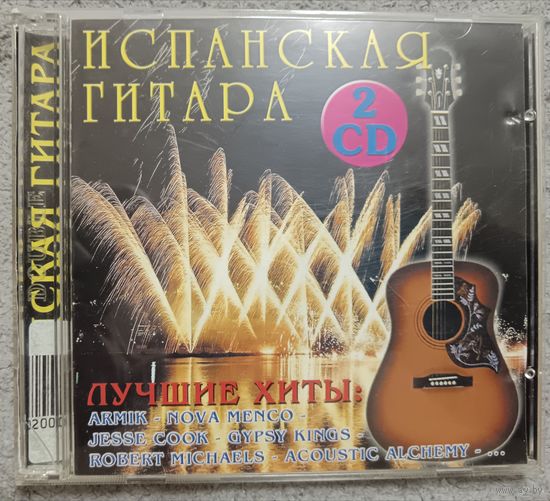 ИСПАНСКАЯ
ГИТАРА
2
CD
ЛУЧШИЕ ХИТЫ:
ARMIK - NOVA MENCO -
JESSE COOK - GYPSY KINGS -
ROBERT MICHAELS - ACOUSTIC ALCHEMY - ...
СКАЯ ГИТАРА